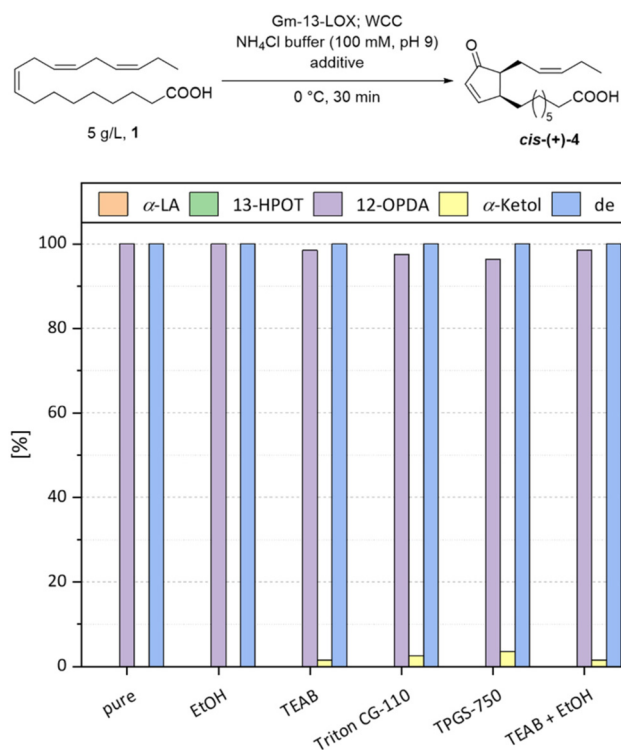 Gm-13-LOX; WCC
NH₄Cl buffer (100 mM, pH 9)
additive
0 °C, 30 min
COOH
5 g/L, 1
O
COOH
5
cis-(+)-4
α-LA 13-HPOT 12-OPDA α-Ketol de
100
80
60
40
20
0
[%]
pure
EtOH
TEAB
Triton CG-110
TPGS-750
TEAB + EtOH